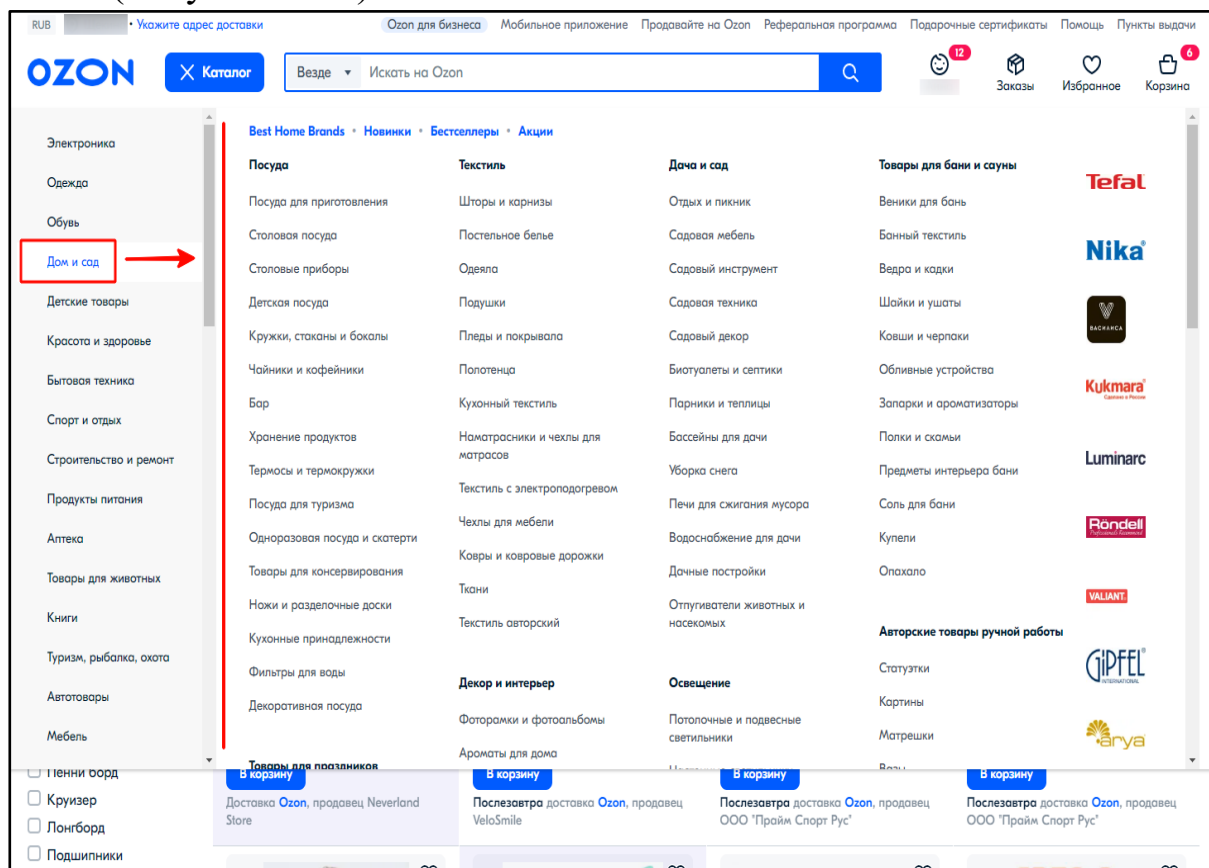 RUB
• Укажите адрес доставки
Ozon для бизнеса Мобильное приложение Продавайте на Ozon Реферальная программа Подарочные сертификаты Помощь Пункты выдачи
OZON
Каталог
Везде
Искать на Ozon
12
Заказы
Избранное
6
Корзина
Электроника
Одежда
Обувь
Дом и сад
Детские товары
Красота и здоровье
Бытовая техника
Спорт и отдых
Строительство и ремонт
Продукты питания
Аптека
Товары для животных
Книги
Туризм, рыбалка, охота
Автотовары
Мебель
Best Home Brands • Новинки • Бестселлеры • Акции
Посуда
Посуда для приготовления
Столовая посуда
Столовые приборы
Детская посуда
Кружки, стаканы и бокалы
Чайники и кофейники
Бар
Хранение продуктов
Термосы и термокружки
Посуда для туризма
Одноразовая посуда и скатерти
Товары для консервирования
Ножи и разделочные доски
Кухонные принадлежности
Фильтры для воды
Декоративная посуда
Товары для праздников
Текстиль
Шторы и карнизы
Постельное белье
Одеяла
Подушки
Пледы и покрывала
Полотенца
Кухонный текстиль
Наматрасники и чехлы для
матрасов
Текстиль с электроподогревом
Чехлы для мебели
Ковры и ковровые дорожки
Ткани
Текстиль авторский
Декор и интерьер
Фоторамки и фотоальбомы
Ароматы для дома
Дача и сад
Отдых и пикник
Садовая мебель
Садовый инструмент
Садовая техника
Садовый декор
Биотуалеты и септики
Парники и теплицы
Бассейны для дачи
Уборка снега
Печи для сжигания мусора
Водоснабжение для дачи
Дачные постройки
Отпугиватели животных и
насекомых
Освещение
Потолочные и подвесные
светильники
Товары для бани и сауны
Веники для бань
Банный текстиль
Ведра и кадки
Шайки и ушаты
Ковши и черпаки
Обливные устройства
Запарки и ароматизаторы
Полки и скамьи
Предметы интерьера бани
Соль для бани
Купели
Опахало
Авторские товары ручной работы
Статуэтки
Картины
Матрешки
Вазы
Tefal
Nika
ВАСИЛИСА
Kukmara
Сделано в России
Luminarc
Röndell
VALIANT.
GIPFEL
INTERNATIONAL
arya
Пенни борд
Круизер
Лонгборд
Подшипники
В корзину
Доставка Ozon, продавец Neverland
Store
В корзину
Послезавтра доставка Ozon, продавец
VeloSmile
В корзину
Послезавтра доставка Ozon, продавец
ООО "Прайм Спорт Рус"
В корзину
Послезавтра доставка Ozon, продавец
ООО "Прайм Спорт Рус"